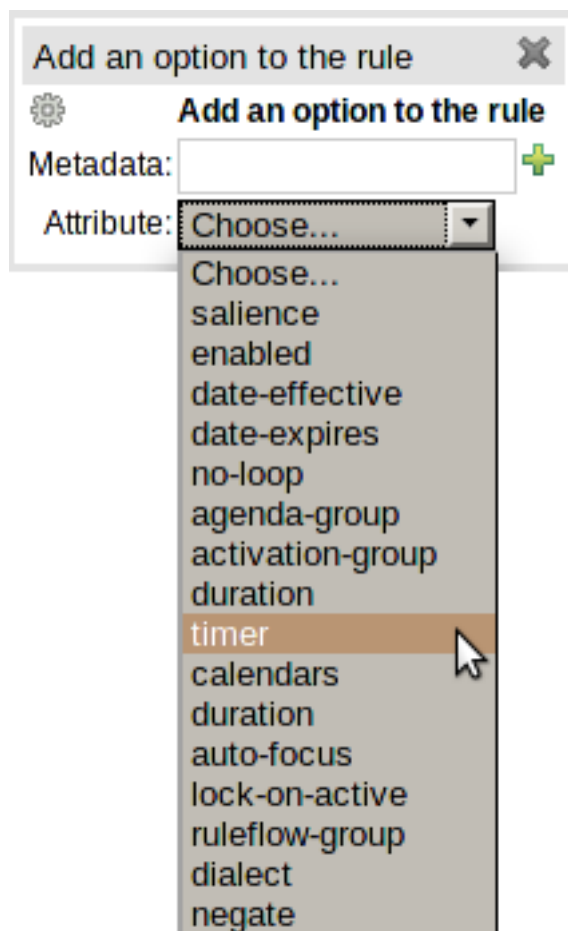 Add an option to the rule
Add an option to the rule
Metadata:
Attribute: Choose...
Choose...
salience
enabled
date-effective
date-expires
no-loop
agenda-group
activation-group
duration
timer
calendars
duration
auto-focus
lock-on-active
ruleflow-group
dialect
negate